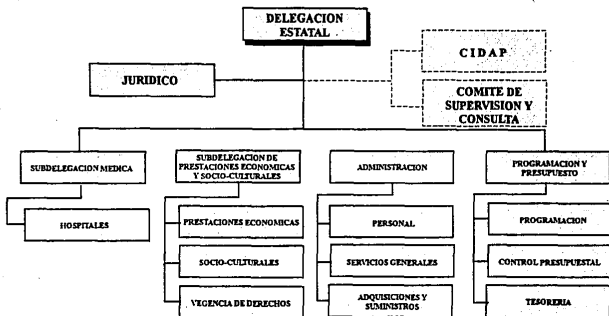 DELEGACION
ESTATAL
CIDAP
JURIDICO
COMITE DE
SUPERVISION Y
CONSULTA
SUBDELEGACION MEDICA
SUBDELEGACION DE
PRESTACIONES ECONOMICAS
Y SOCIO-CULTURALES
ADMINISTRACION
PROGRAMACION Y
PRESUPUESTO
HOSPITALES
PRESTACIONES ECONOMICAS
PERSONAL
PROGRAMACION
SOCIO-CULTURALES
SERVICIOS GENERALES
CONTROL PRESUPUESTAL
VEGENCIA DE DERECHOS
ADQUISICIONES Y
SUMINISTROS
TESORERIA